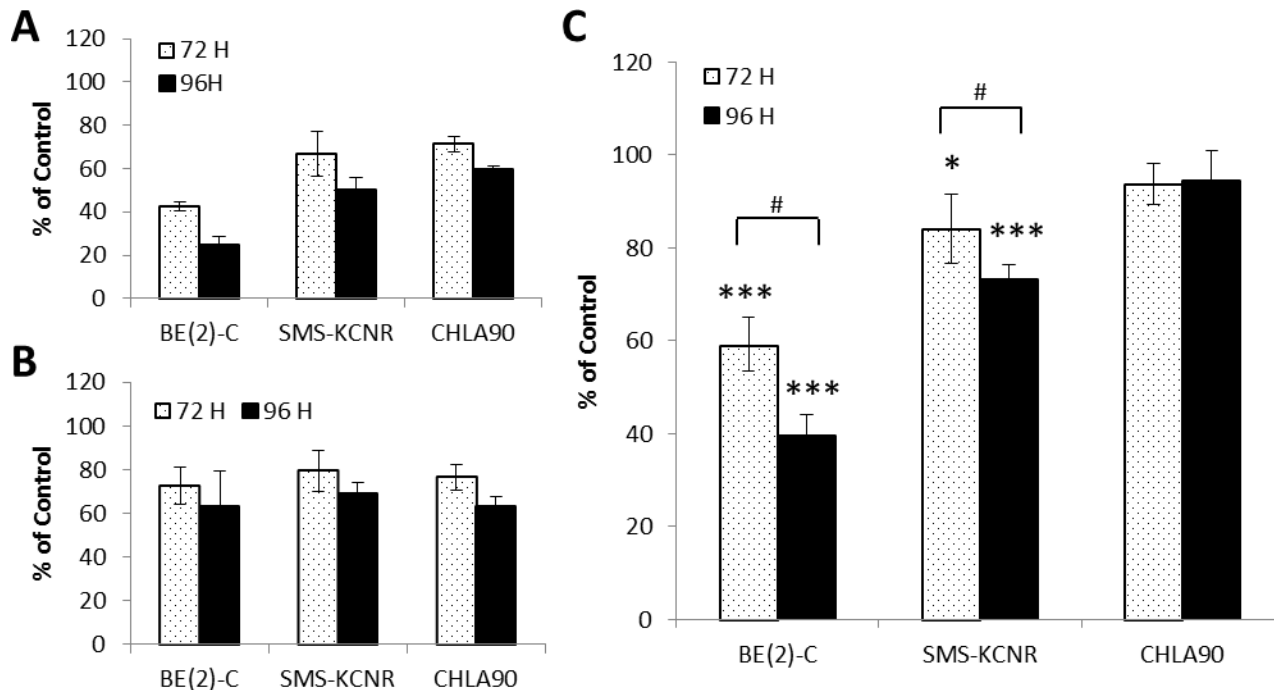 A
120
100
80
60
40
20
0
% of Control
72 H
96H
BE(2)-C SMS-KCNR CHLA90
B
120
100
80
60
40
20
0
% of Control
72 H 96 H
BE(2)-C SMS-KCNR CHLA90
C
120
100
80
60
40
20
0
% of Control
72 H
96 H
#
#
*
***
***
***
BE(2)-C SMS-KCNR CHLA90